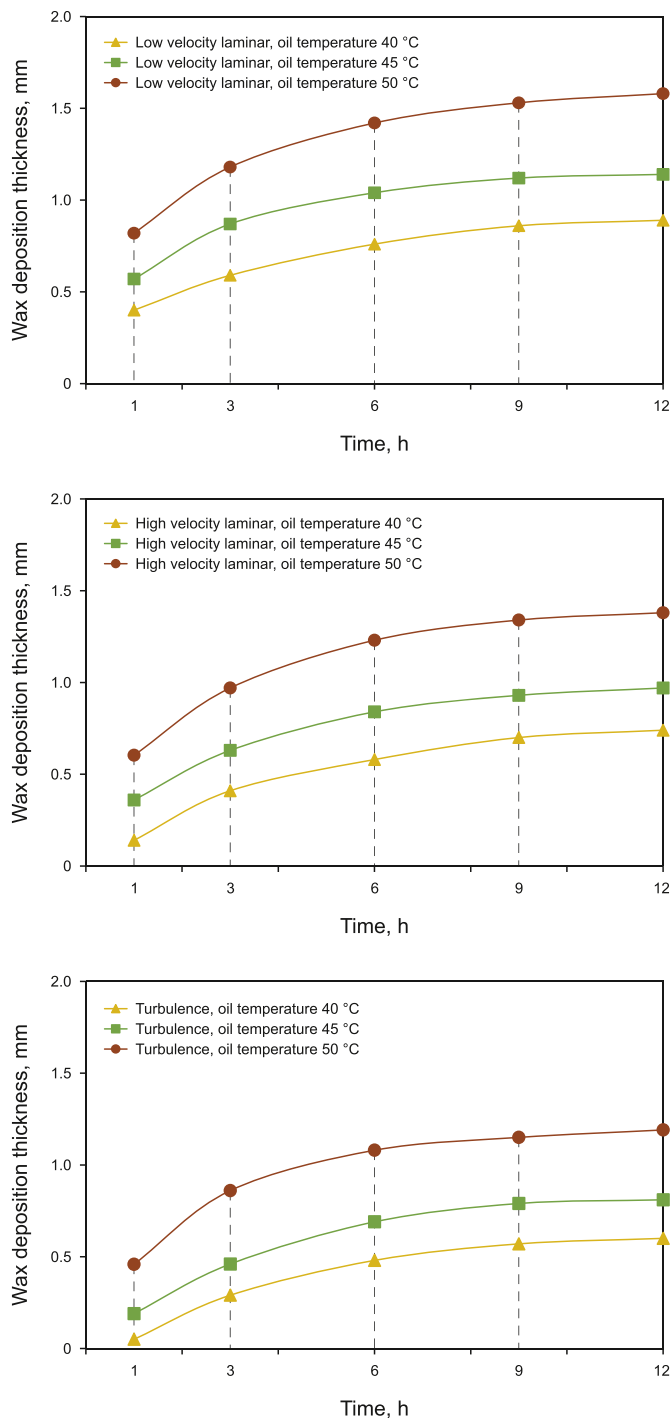 2.0
Low velocity laminar, oil temperature 40 °C
Low velocity laminar, oil temperature 45 °C
Low velocity laminar, oil temperature 50 °C
1.5
1.0
0.5
0
Wax deposition thickness, mm
1 3 6 9 12
Time, h
2.0
High velocity laminar, oil temperature 40 °C
High velocity laminar, oil temperature 45 °C
High velocity laminar, oil temperature 50 °C
1.5
1.0
0.5
0
Wax deposition thickness, mm
1 3 6 9 12
Time, h
2.0
Turbulence, oil temperature 40 °C
Turbulence, oil temperature 45 °C
Turbulence, oil temperature 50 °C
1.5
1.0
0.5
0
Wax deposition thickness, mm
1 3 6 9 12
Time, h